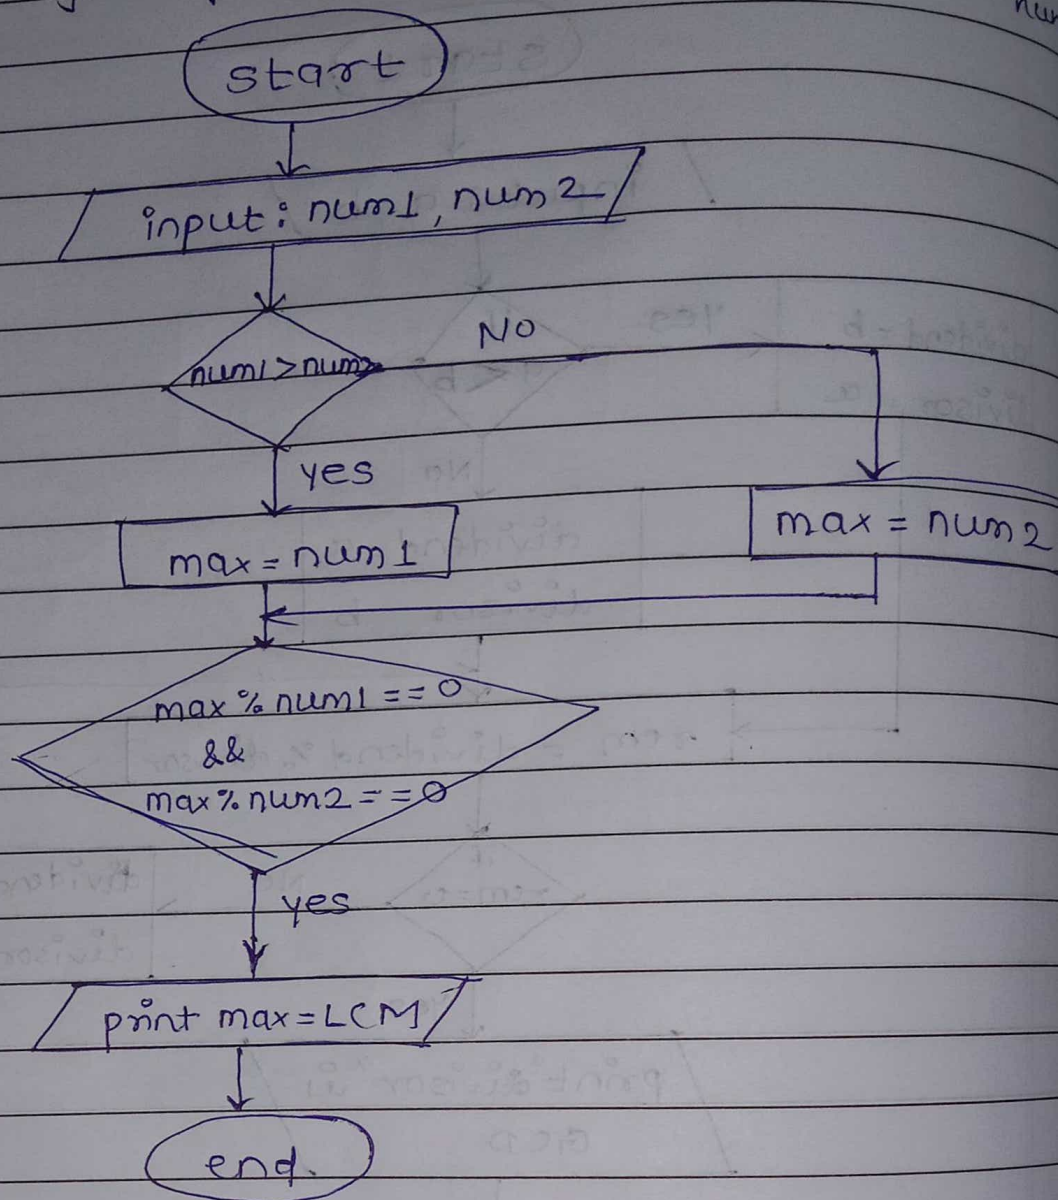 start
input: num1, num2
num1 > num2
No
yes
max = num1
max = num2
max % num1 == 0
&&
max % num2 == 0
yes
print max = LCM
end.